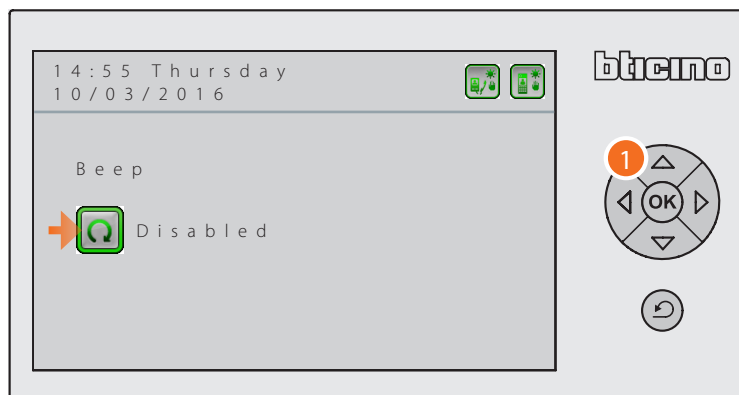 14:55 Thursday
10/03/2016
bticino
Beep
1
OK
Disabled